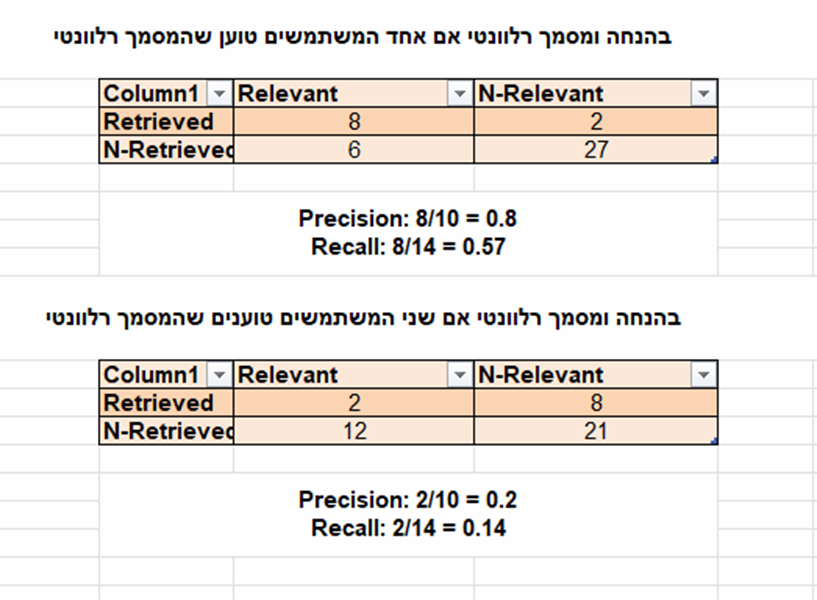 בהנחה ומסמך רלוונטי אם אחד המשתמשים טוען שהמסמך רלוונטי
Column1 Relevant N-Relevant
Retrieved 8 2
N-Retrieved 6 27
Precision: 8/10 = 0.8
Recall: 8/14 = 0.57
בהנחה ומסמך רלוונטי אם שני המשתמשים טוענים שהמסמך רלוונטי
Column1 Relevant N-Relevant
Retrieved 2 8
N-Retrieved 12 21
Precision: 2/10 = 0.2
Recall: 2/14 = 0.14